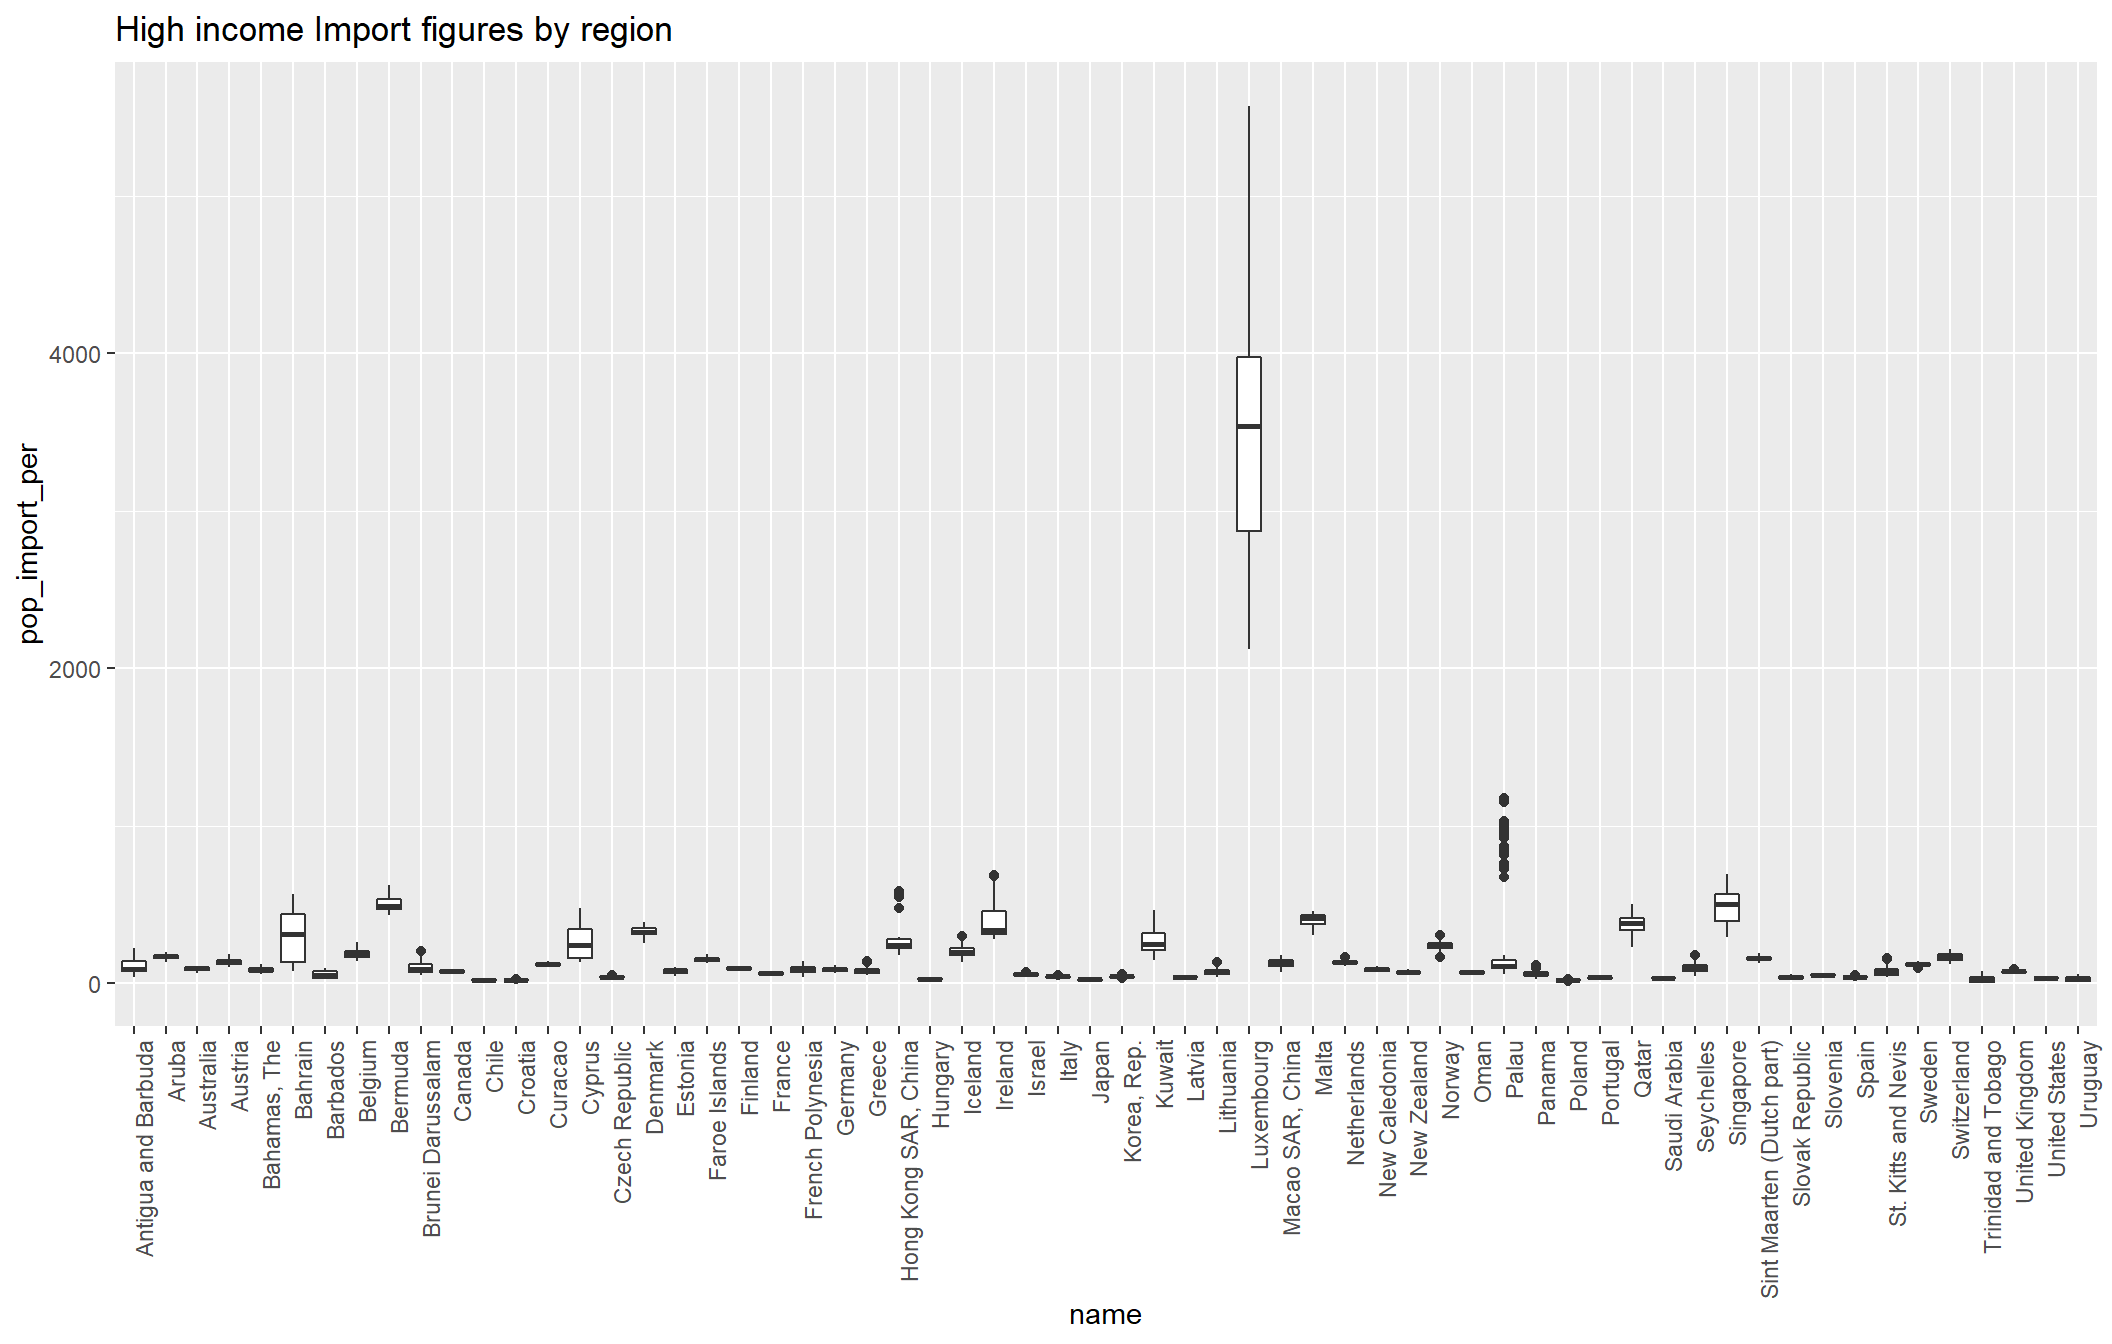 High income Import figures by region
pop_import_per
4000
2000
0
Antigua and Barbuda
Aruba
Australia
Austria
Bahamas, The
Bahrain
Barbados
Belgium
Bermuda
Brunei Darussalam
Canada
Chile
Croatia
Curacao
Cyprus
Czech Republic
Denmark
Estonia
Faroe Islands
Finland
France
French Polynesia
Germany
Greece
Hong Kong SAR, China
Hungary
Iceland
Ireland
Israel
Italy
Japan
Korea, Rep.
Kuwait
Latvia
Lithuania
Luxembourg
Macao SAR, China
Malta
Netherlands
New Caledonia
New Zealand
Norway
Oman
Palau
Panama
Poland
Portugal
Qatar
Saudi Arabia
Seychelles
Singapore
Sint Maarten (Dutch part)
Slovak Republic
Slovenia
Spain
St. Kitts and Nevis
Sweden
Switzerland
Trinidad and Tobago
United Kingdom
United States
Uruguay
name